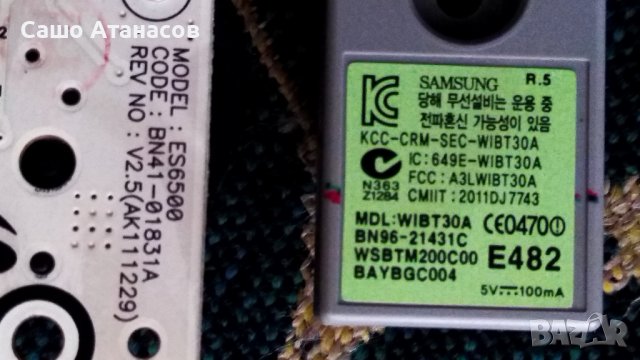 Сашо Атанасов
MODEL : ES6500
CODE : BN41-01831A
REV NO : V2.5(AK111229)
SAMSUNG R.5
당해 무선설비는 운용 중
전파혼신 가능성이 있음
KCC-CRM-SEC-WIBT30A
IC: 649E-WIBT30A
FCC: A3LWIBT30A
N363
Z1284
CMIIT: 2011DJ7743
MDL: WIBT30A CE0470
BN96-21431C
WSBTM200C00 E482
BAYBGC004
5V 100mA
bazar.bg